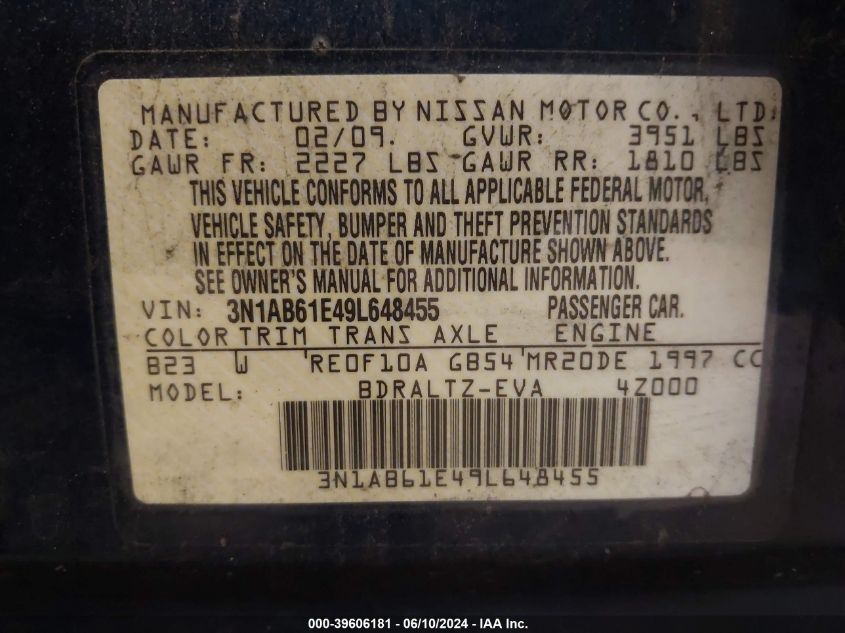 MANUFACTURED BY NISSAN MOTOR CO., LTD.
DATE: 02/09. GVWR: 3951 LBS
GAWR FR: 2227 LBS GAWR RR: 1810 LBS
THIS VEHICLE CONFORMS TO ALL APPLICABLE FEDERAL MOTOR,
VEHICLE SAFETY, BUMPER AND THEFT PREVENTION STANDARDS
IN EFFECT ON THE DATE OF MANUFACTURE SHOWN ABOVE.
SEE OWNER'S MANUAL FOR ADDITIONAL INFORMATION.
VIN: 3N1AB61E49L648455 PASSENGER CAR.
COLOR TRIM TRANS AXLE ENGINE
B23 W RE0F10A GB54 MR20DE 1997 CC
MODEL: BDRALTZ-EVA 4Z000
3N1AB61E49L648455
000-39606181 - 06/10/2024 - IAA Inc.